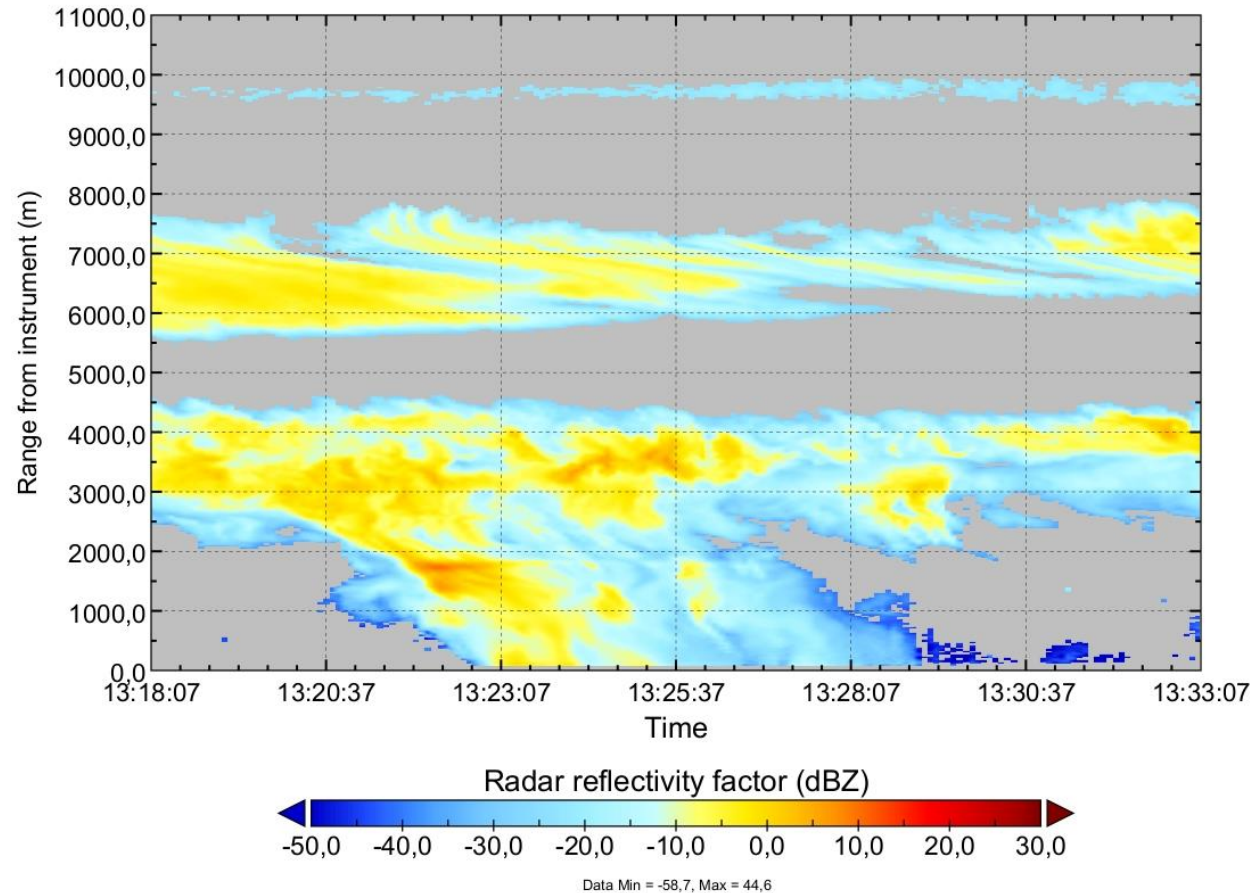 11000,0
10000,0
9000,0
8000,0
7000,0
6000,0
5000,0
4000,0
3000,0
2000,0
1000,0
0,0
Range from instrument (m)
13:18:07 13:20:37 13:23:07 13:25:37 13:28:07 13:30:37 13:33:07
Time
Radar reflectivity factor (dBZ)
-50,0 -40,0 -30,0 -20,0 -10,0 0,0 10,0 20,0 30,0
Data Min = -58,7, Max = 44,6